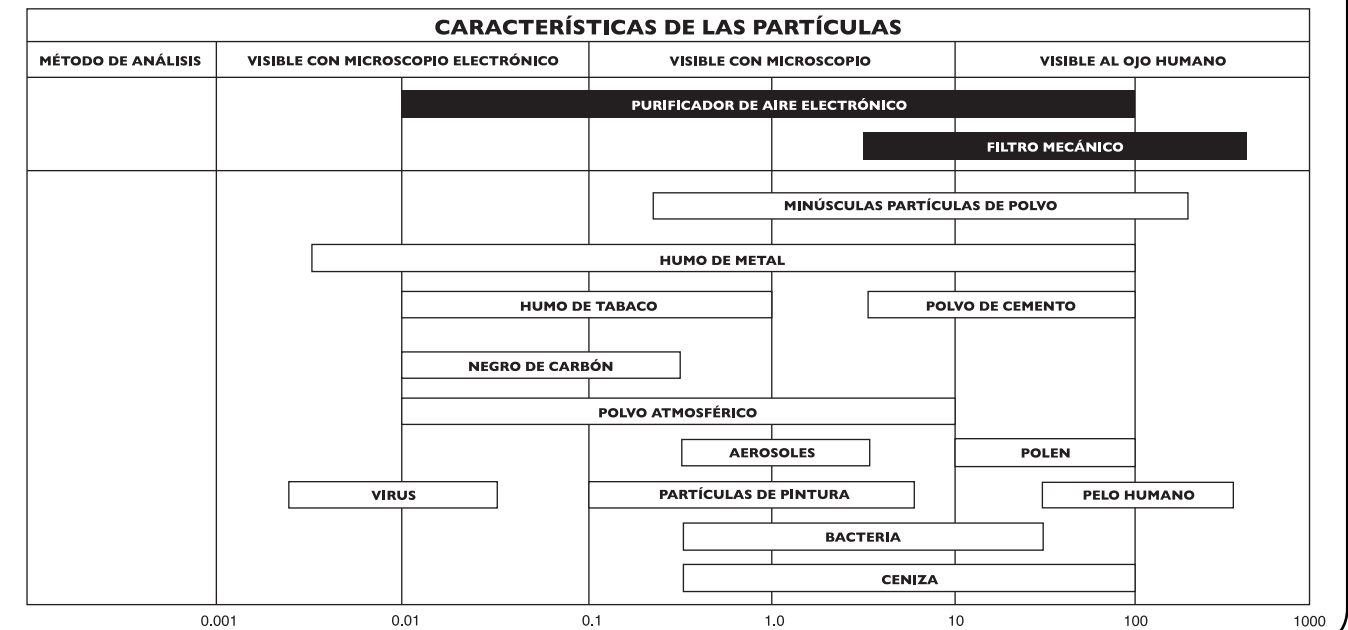 CARACTERÍSTICAS DE LAS PARTÍCULAS
MÉTODO DE ANÁLISIS VISIBLE CON MICROSCOPIO ELECTRÓNICO VISIBLE CON MICROSCOPIO VISIBLE AL OJO HUMANO
PURIFICADOR DE AIRE ELECTRÓNICO
FILTRO MECÁNICO
MINÚSCULAS PARTÍCULAS DE POLVO
HUMO DE METAL
HUMO DE TABACO POLVO DE CEMENTO
NEGRO DE CARBÓN
POLVO ATMOSFÉRICO
AEROSOLES POLEN
VIRUS PARTÍCULAS DE PINTURA PELO HUMANO
BACTERIA
CENIZA
0.001 0.01 0.1 1.0 10 100 1000